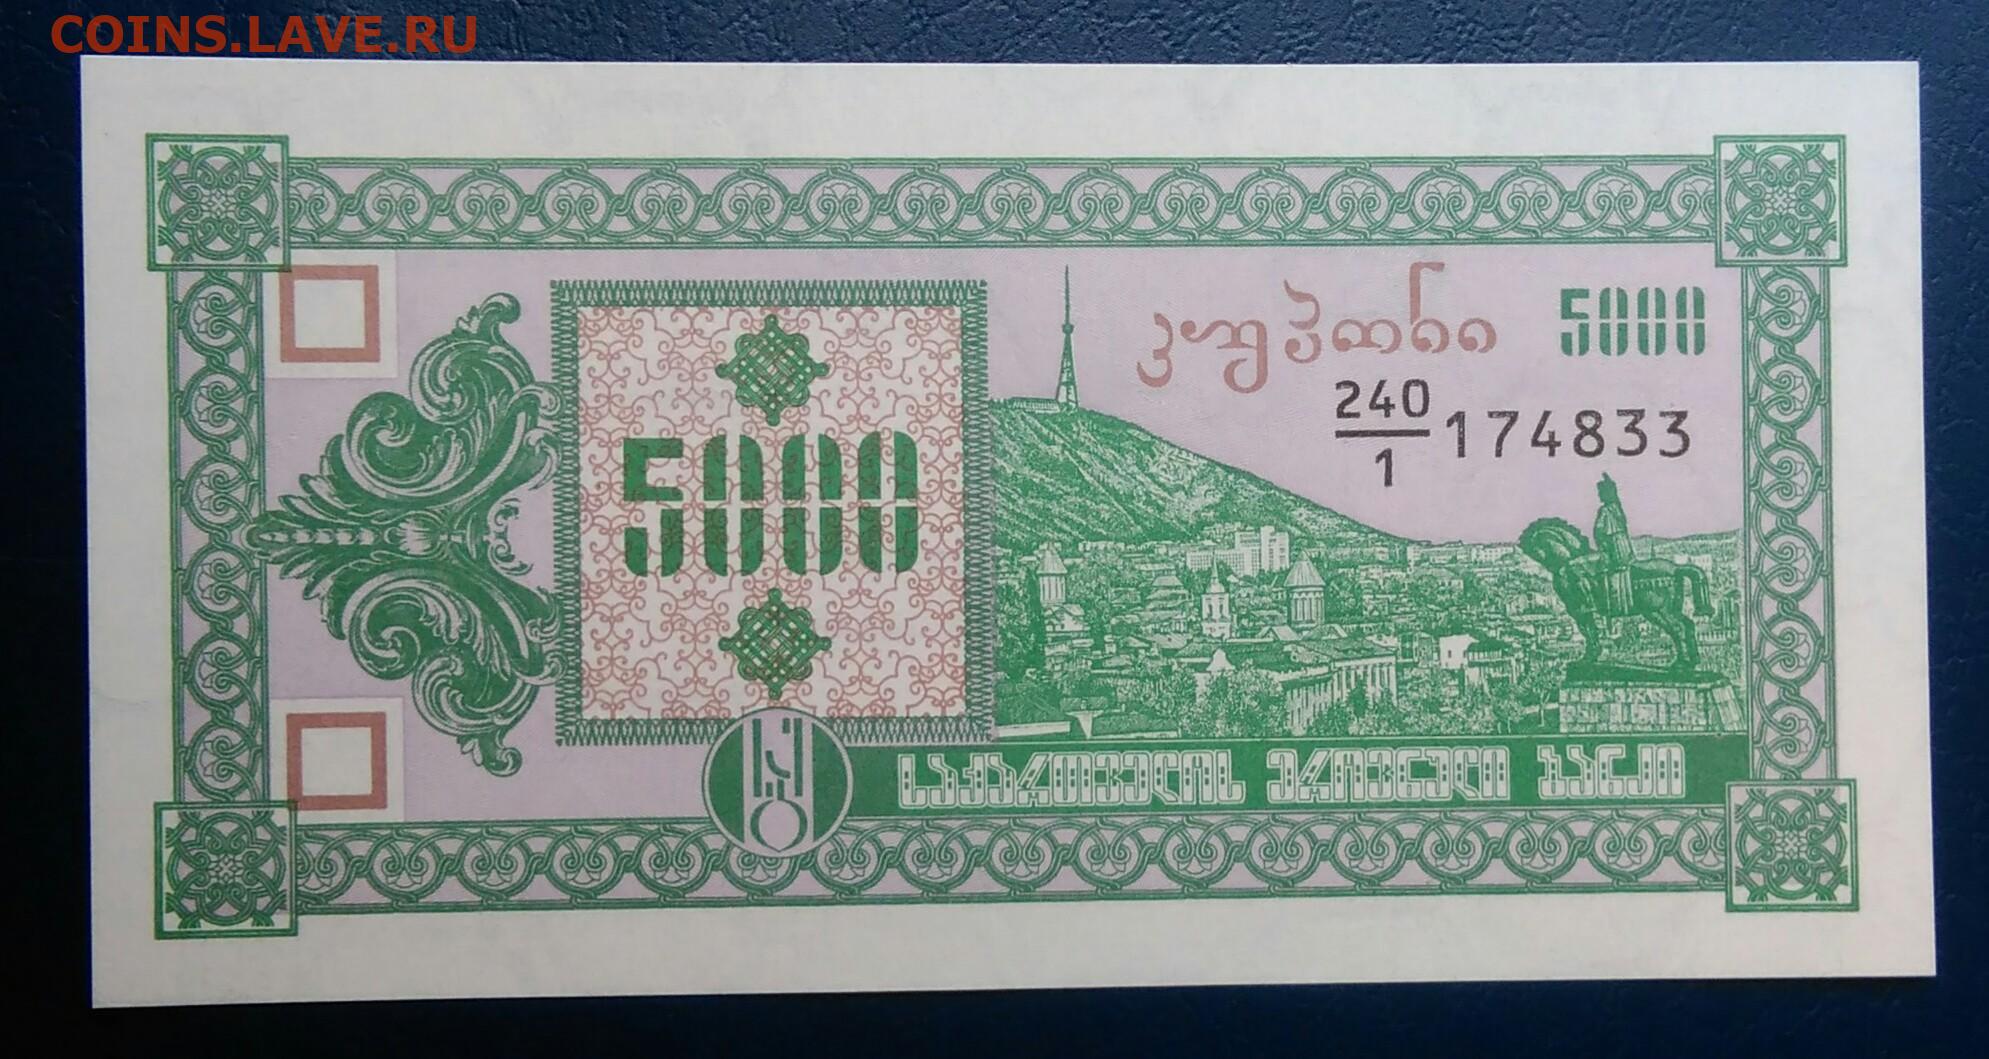 COINS.LAVE.RU
კუპონი 5000
240
1
174833
5000
საქართველოს ეროვნული ბანკი